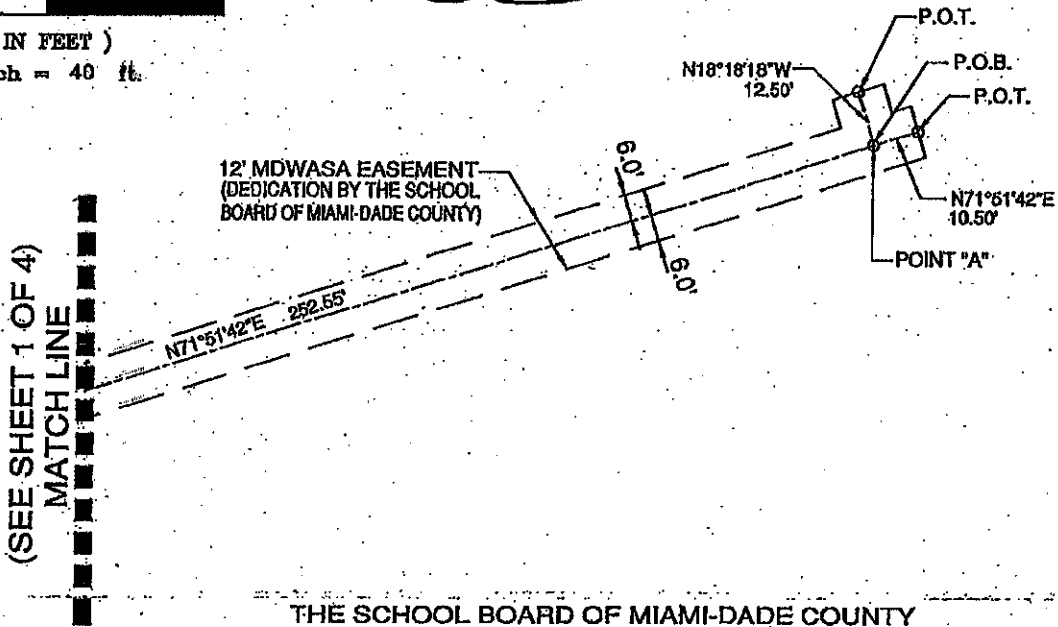 IN FEET )
ch = 40 ft.
P.O.T.
N18°18'18"W
12.50'
P.O.B.
P.O.T.
12' MDWASA EASEMENT
(DEDICATION BY THE SCHOOL
BOARD OF MIAMI-DADE COUNTY)
6.0'
6.0'
N71°51'42"E
10.50'
POINT "A"
N71°51'42"E 252.55'
(SEE SHEET 1 OF 4)
MATCH LINE
THE SCHOOL BOARD OF MIAMI-DADE COUNTY